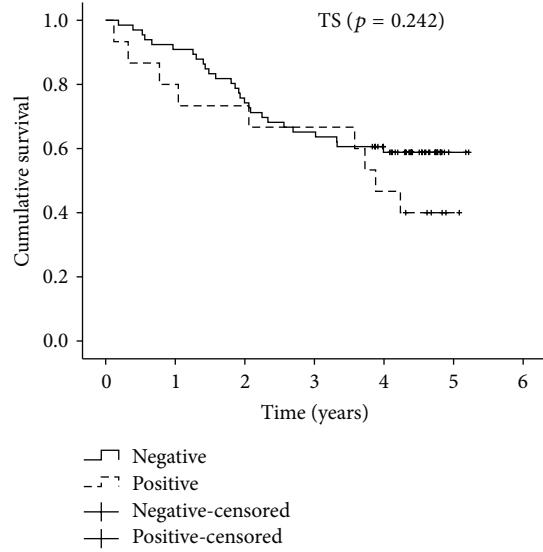 TS (p = 0.242)
Cumulative survival
1.0
0.8
0.6
0.4
0.2
0.0
0 1 2 3 4 5 6
Time (years)
Negative
Positive
Negative-censored
Positive-censored